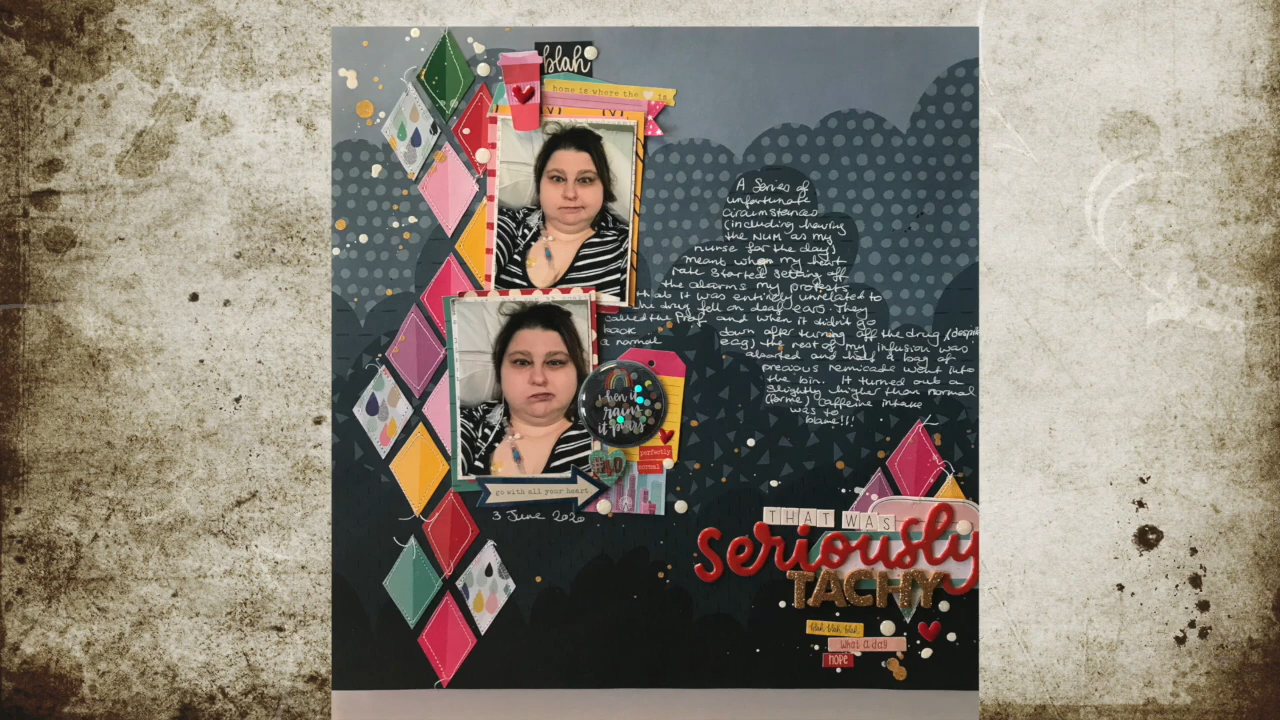 blah
home is where the is
A Series of
unfortunate
circumstances
(including having
the NUM as my
nurse for the day)
meant when my heart
rate started setting off
the alarms my protests
that it was entirely unrelated to
the drug fell on deaf ears. They
called the Prof and when it didn't go
back down after turning off the drug (despite
a normal ecg) the rest of my infusion was
aborted and half a bag of
precious remicade went into
the bin. It turned out a
slightly higher than normal
(for me) caffeine intake
was to
blame!!!
when it
rains
it pours
perfectly
normal
go with all your heart
3 June 2020
THAT WAS
seriously
TACHY
blah blah blah
what a day
nope